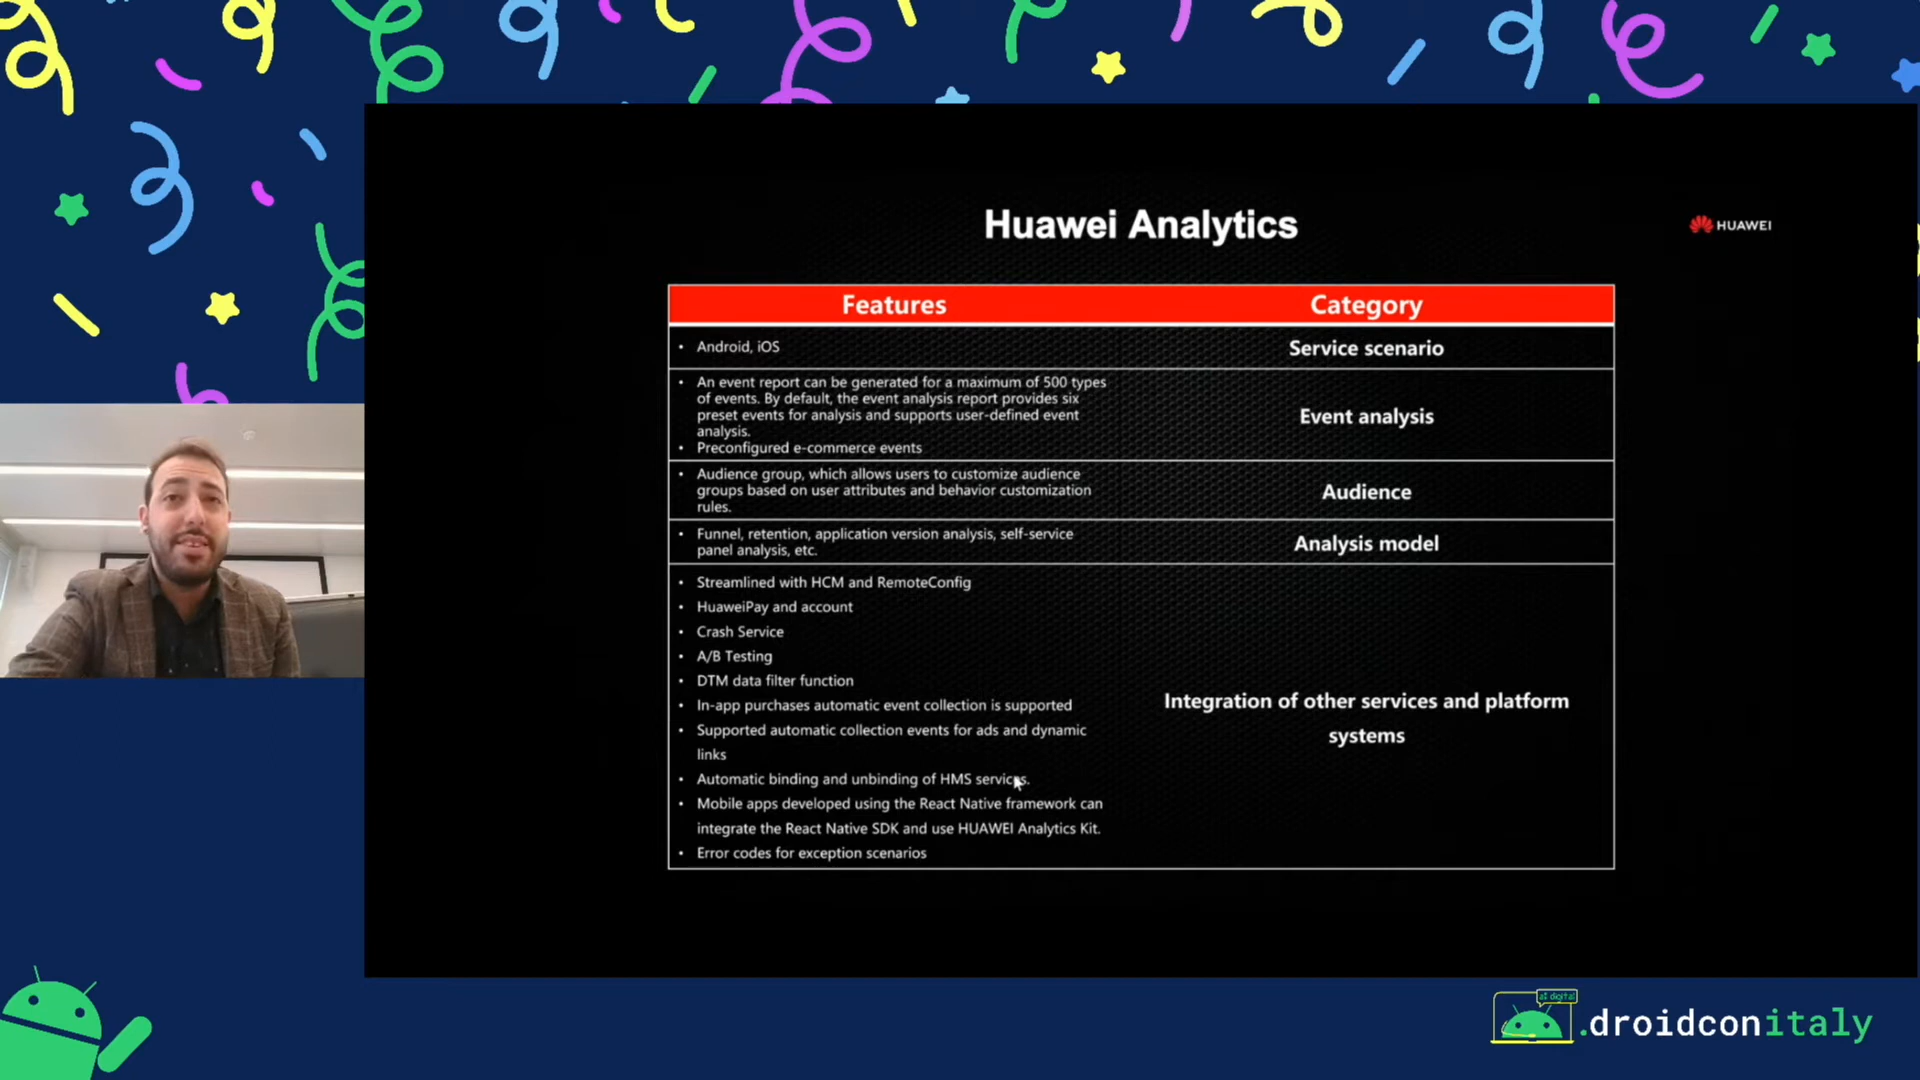 Huawei Analytics
HUAWEI
Features
Category
• Android, iOS
Service scenario
• An event report can be generated for a maximum of 500 types
of events. By default, the event analysis report provides six
preset events for analysis and supports user-defined event
analysis.
• Preconfigured e-commerce events
Event analysis
• Audience group, which allows users to customize audience
groups based on user attributes and behavior customization
rules.
Audience
• Funnel, retention, application version analysis, self-service
panel analysis, etc.
Analysis model
• Streamlined with HCM and RemoteConfig
• HuaweiPay and account
• Crash Service
• A/B Testing
• DTM data filter function
• In-app purchases automatic event collection is supported
• Supported automatic collection events for ads and dynamic
links
• Automatic binding and unbinding of HMS services.
• Mobile apps developed using the React Native framework can
integrate the React Native SDK and use HUAWEI Analytics Kit.
• Error codes for exception scenarios
Integration of other services and platform
systems
.droidconitaly